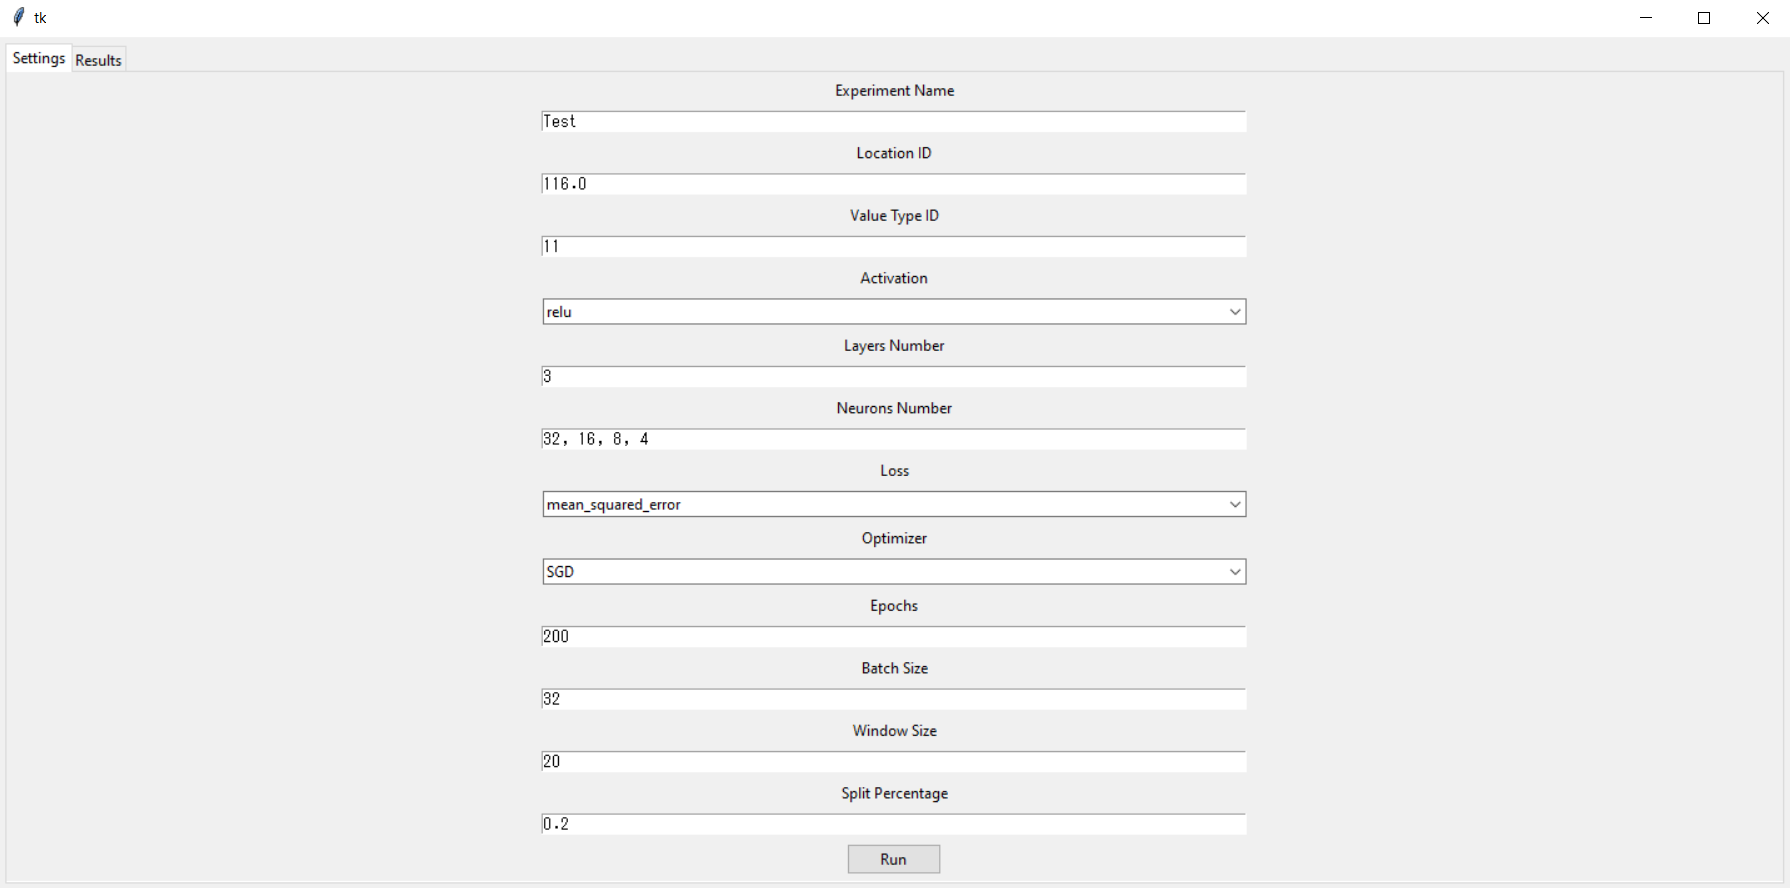 tk
Settings Results
Experiment Name
Test
Location ID
116.0
Value Type ID
11
Activation
relu
Layers Number
3
Neurons Number
32, 16, 8, 4
Loss
mean_squared_error
Optimizer
SGD
Epochs
200
Batch Size
32
Window Size
20
Split Percentage
0.2
Run